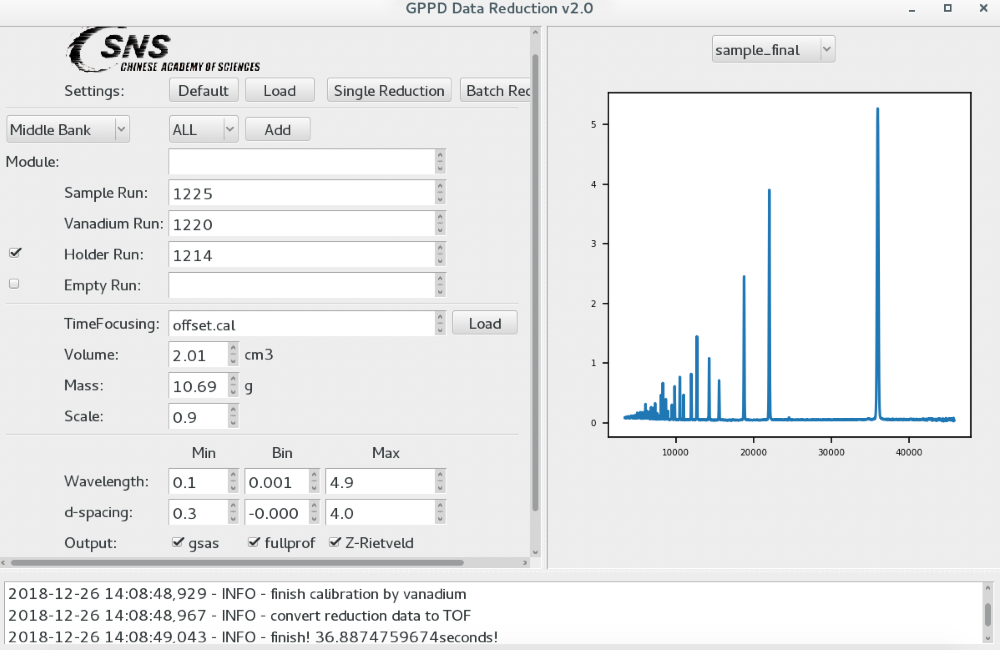 GPPD Data Reduction v2.0
CSNS
CHINESE ACADEMY OF SCIENCES
Settings: Default Load Single Reduction Batch Rec
Middle Bank ALL Add
Module:
Sample Run: 1225
Vanadium Run: 1220
Holder Run: 1214
Empty Run:
TimeFocusing: offset.cal Load
Volume: 2.01 cm3
Mass: 10.69 g
Scale: 0.9
Min Bin Max
Wavelength: 0.1 0.001 4.9
d-spacing: 0.3 -0.000 4.0
Output: gsas fullprof Z-Rietveld
sample_final
5
4
3
2
1
0
10000 20000 30000 40000
2018-12-26 14:08:48,929 - INFO - finish calibration by vanadium
2018-12-26 14:08:48,967 - INFO - convert reduction data to TOF
2018-12-26 14:08:49,043 - INFO - finish! 36.8874759674seconds!